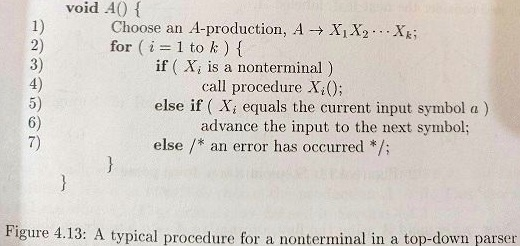 void A() {
1) Choose an A-production, A → X₁X₂ ··· Xₖ;
2) for ( i = 1 to k ) {
3) if ( Xᵢ is a nonterminal )
4) call procedure Xᵢ();
5) else if ( Xᵢ equals the current input symbol a )
6) advance the input to the next symbol;
7) else /* an error has occurred */;
}
}
Figure 4.13: A typical procedure for a nonterminal in a top-down parser